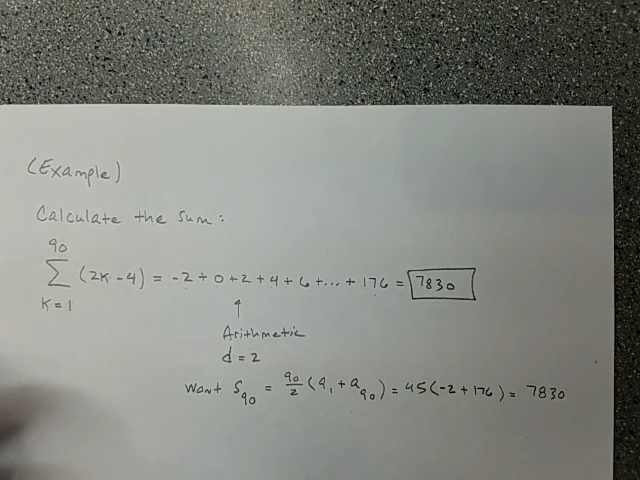 (Example)
Calculate the sum:
90
∑ (2K-4) = -2+0+2+4+6+...+176 = 7830
K=1
Arithmetic
d=2
Want S₉₀ = 90/2 (a₁ + a₉₀) = 45(-2+176) = 7830